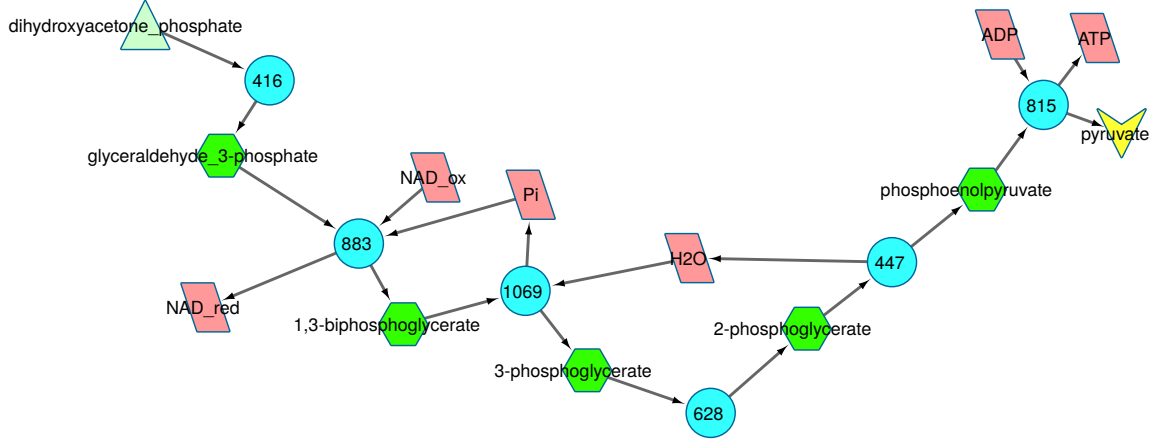 dihydroxyacetone_phosphate
416
glyceraldehyde_3-phosphate
NAD_ox
Pi
883
NAD_red
1,3-biphosphoglycerate
1069
H2O
447
3-phosphoglycerate
628
2-phosphoglycerate
phosphoenolpyruvate
ADP
ATP
815
pyruvate